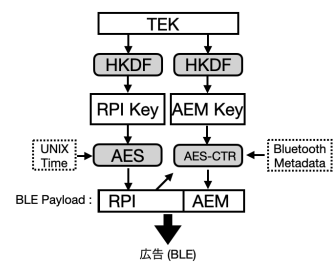 TEK
HKDF HKDF
RPI Key AEM Key
UNIX
Time
AES
AES-CTR
Bluetooth
Metadata
BLE Payload : RPI AEM
広告 (BLE)